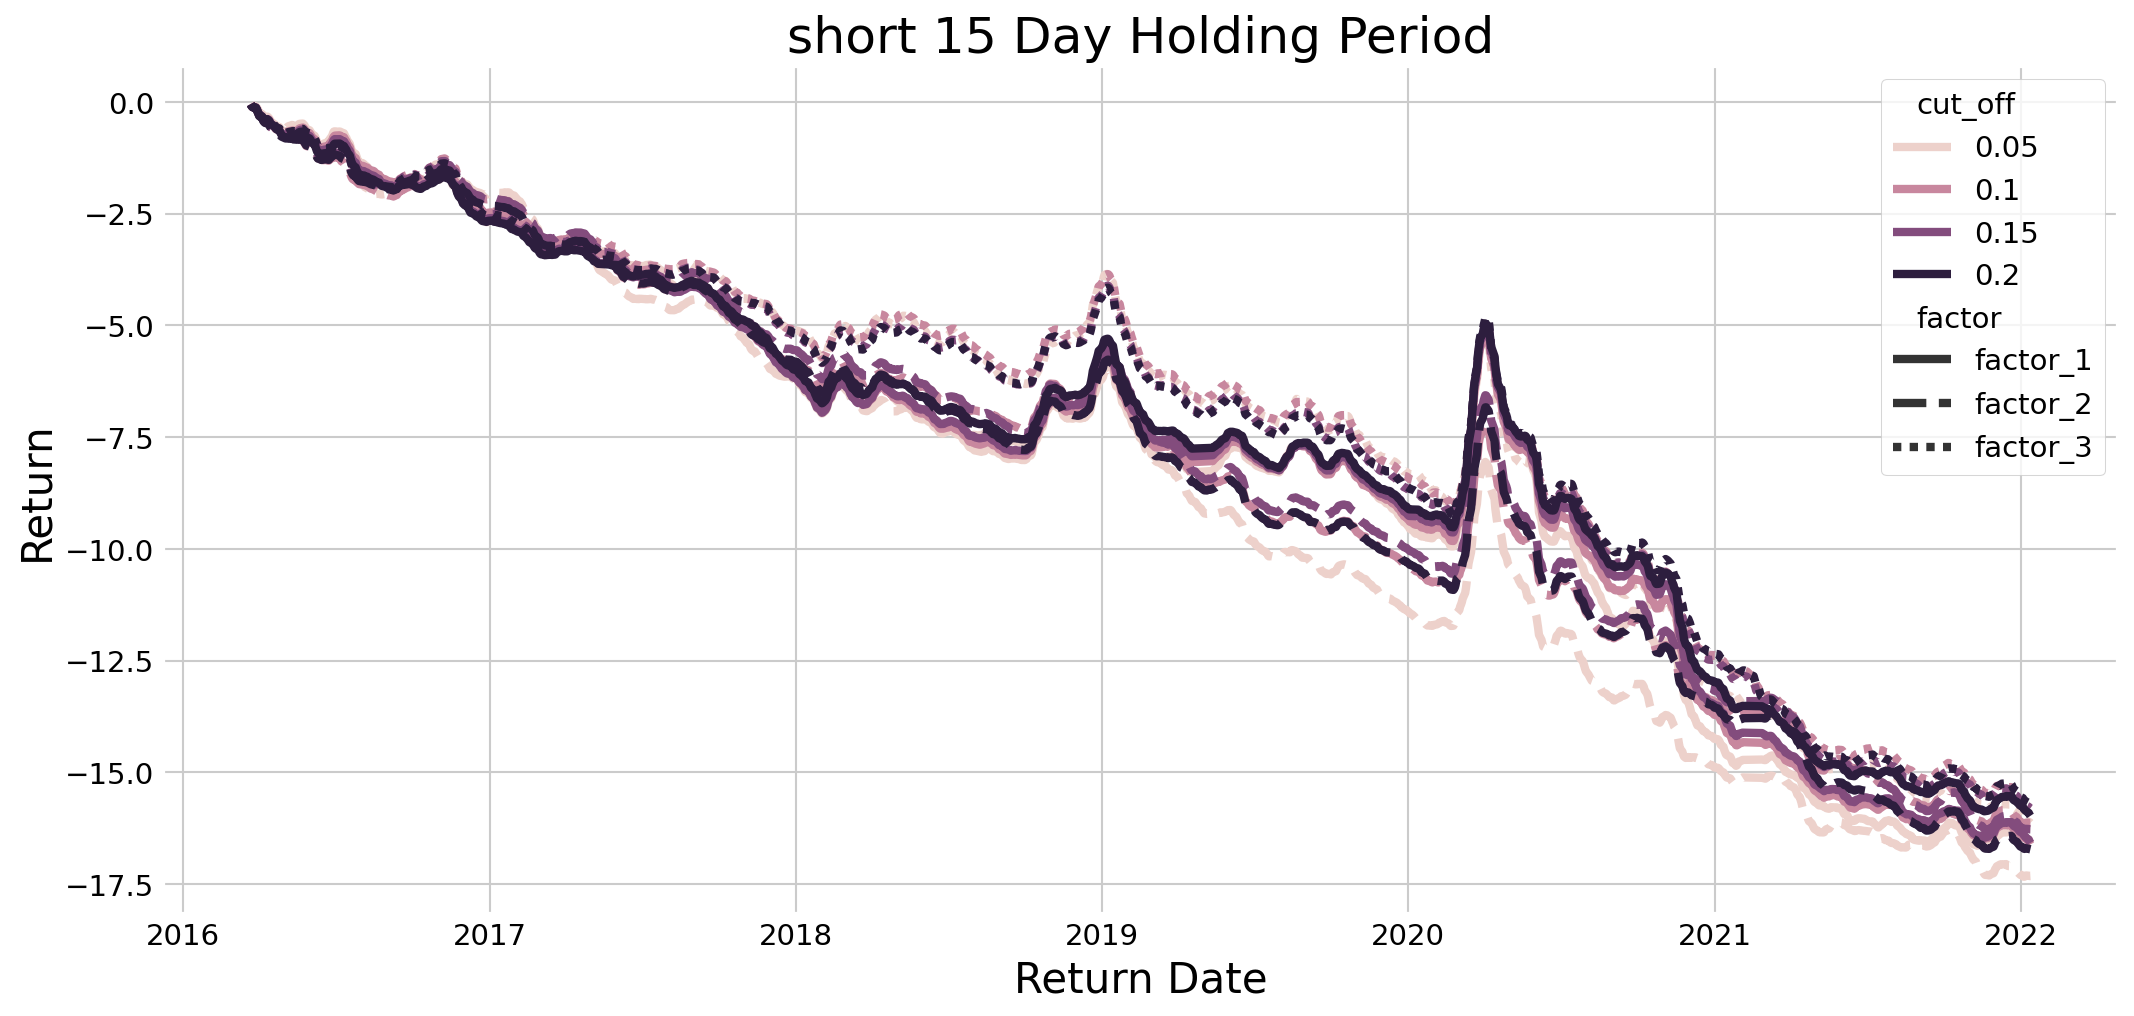 short 15 Day Holding Period
Return
0.0
−2.5
−5.0
−7.5
−10.0
−12.5
−15.0
−17.5
cut_off
0.05
0.1
0.15
0.2
factor
factor_1
factor_2
factor_3
2016 2017 2018 2019 2020 2021 2022
Return Date